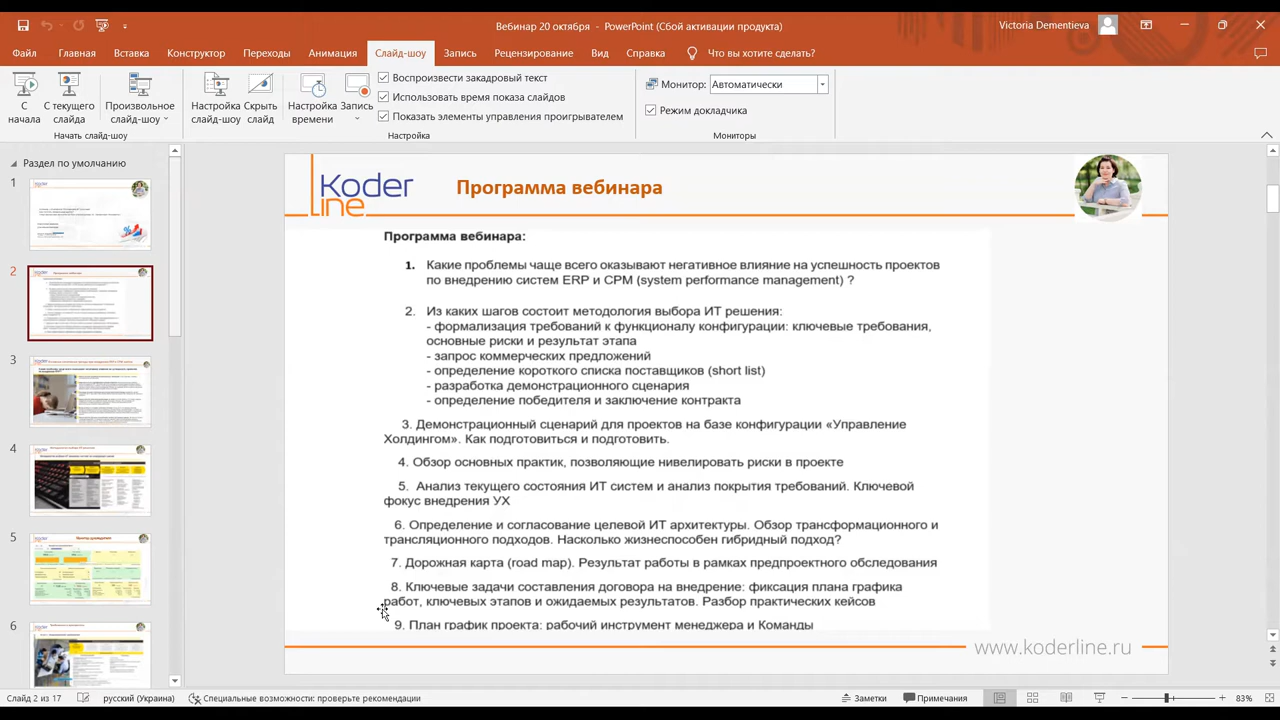 Вебинар 20 октября - PowerPoint (Сбой активации продукта)
Victoria Dementieva
Файл Главная Вставка Конструктор Переходы Анимация Слайд-шоу Запись Рецензирование Вид Справка Что вы хотите сделать?
С начала
С текущего слайда
Произвольное слайд-шоу
Начать слайд-шоу
Настройка слайд-шоу
Скрыть слайд
Настройка времени
Запись
Воспроизвести закадровый текст
Использовать время показа слайдов
Показать элементы управления проигрывателем
Настройка
Монитор: Автоматически
Режим докладчика
Мониторы
Раздел по умолчанию
1
2
3
4
5
6
Koder
line
Программа вебинара
Программа вебинара:
1. Какие проблемы чаще всего оказывают негативное влияние на успешность проектов
по внедрению систем ERP и CPM (system performance management) ?
2. Из каких шагов состоит методология выбора ИТ решения:
- формализация требований к функционалу конфигурации: ключевые требования,
основные риски и результат этапа
- запрос коммерческих предложений
- определение короткого списка поставщиков (short list)
- разработка демонстрационного сценария
- определение победителя и заключение контракта
3. Демонстрационный сценарий для проектов на базе конфигурации «Управление
Холдингом». Как подготовиться и подготовить.
4. Обзор основных практик, позволяющие нивелировать риски в проекте
5. Анализ текущего состояния ИТ систем и анализ покрытия требований. Ключевой
фокус внедрения УХ
6. Определение и согласование целевой ИТ архитектуры. Обзор трансформационного и
трансляционного подходов. Насколько жизнеспособен гибридный подход?
7. Дорожная карта (road map). Результат работы в рамках предпроектного обследования
8. Ключевые задачи составления договора на внедрение: фиксация плана графика
работ, ключевых этапов и ожидаемых результатов. Разбор практических кейсов
9. План график проекта: рабочий инструмент менеджера и Команды
www.koderline.ru
Слайд 2 из 17 русский (Украина) Специальные возможности: проверьте рекомендации Заметки Примечания 83%